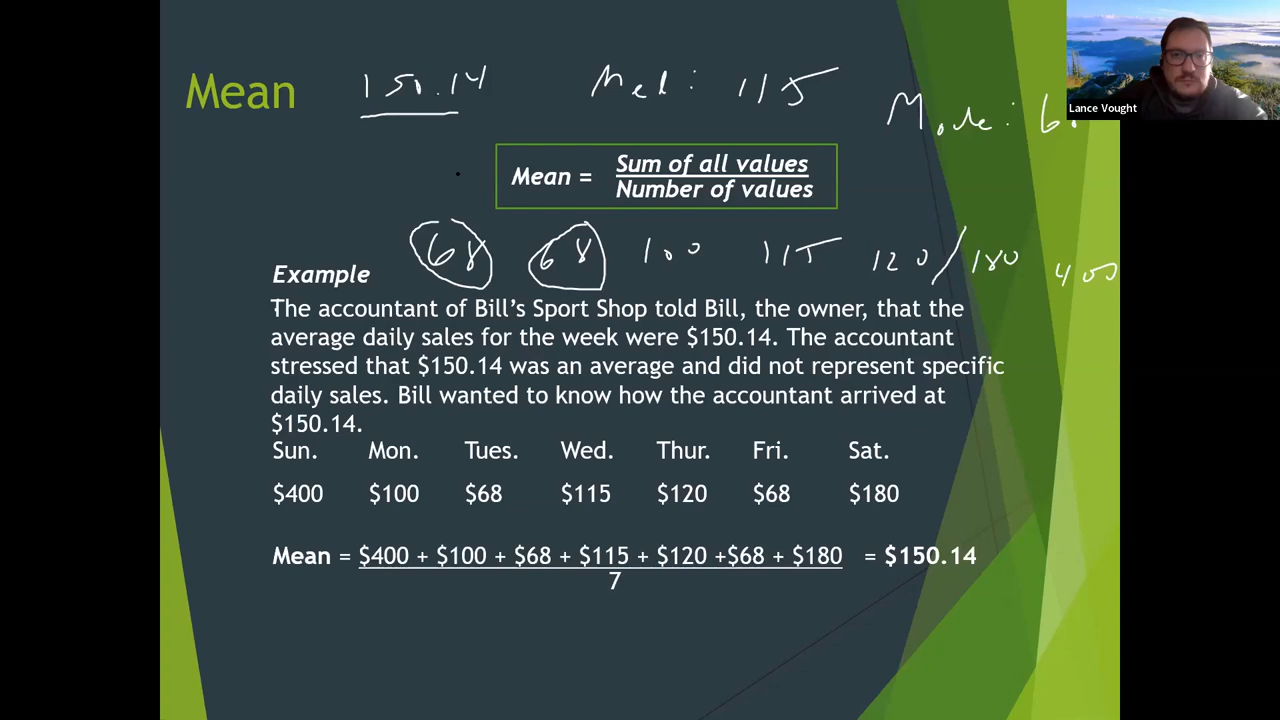 Mean 150.14 Med: 115
Lance Vought
Mode:
Mean = Sum of all values
Number of values
68 68 100 115 120/180 400
Example
The accountant of Bill's Sport Shop told Bill, the owner, that the
average daily sales for the week were $150.14. The accountant
stressed that $150.14 was an average and did not represent specific
daily sales. Bill wanted to know how the accountant arrived at
$150.14.
Sun. Mon. Tues. Wed. Thur. Fri. Sat.
$400 $100 $68 $115 $120 $68 $180
Mean = $400 + $100 + $68 + $115 + $120 +$68 + $180 = $150.14
7